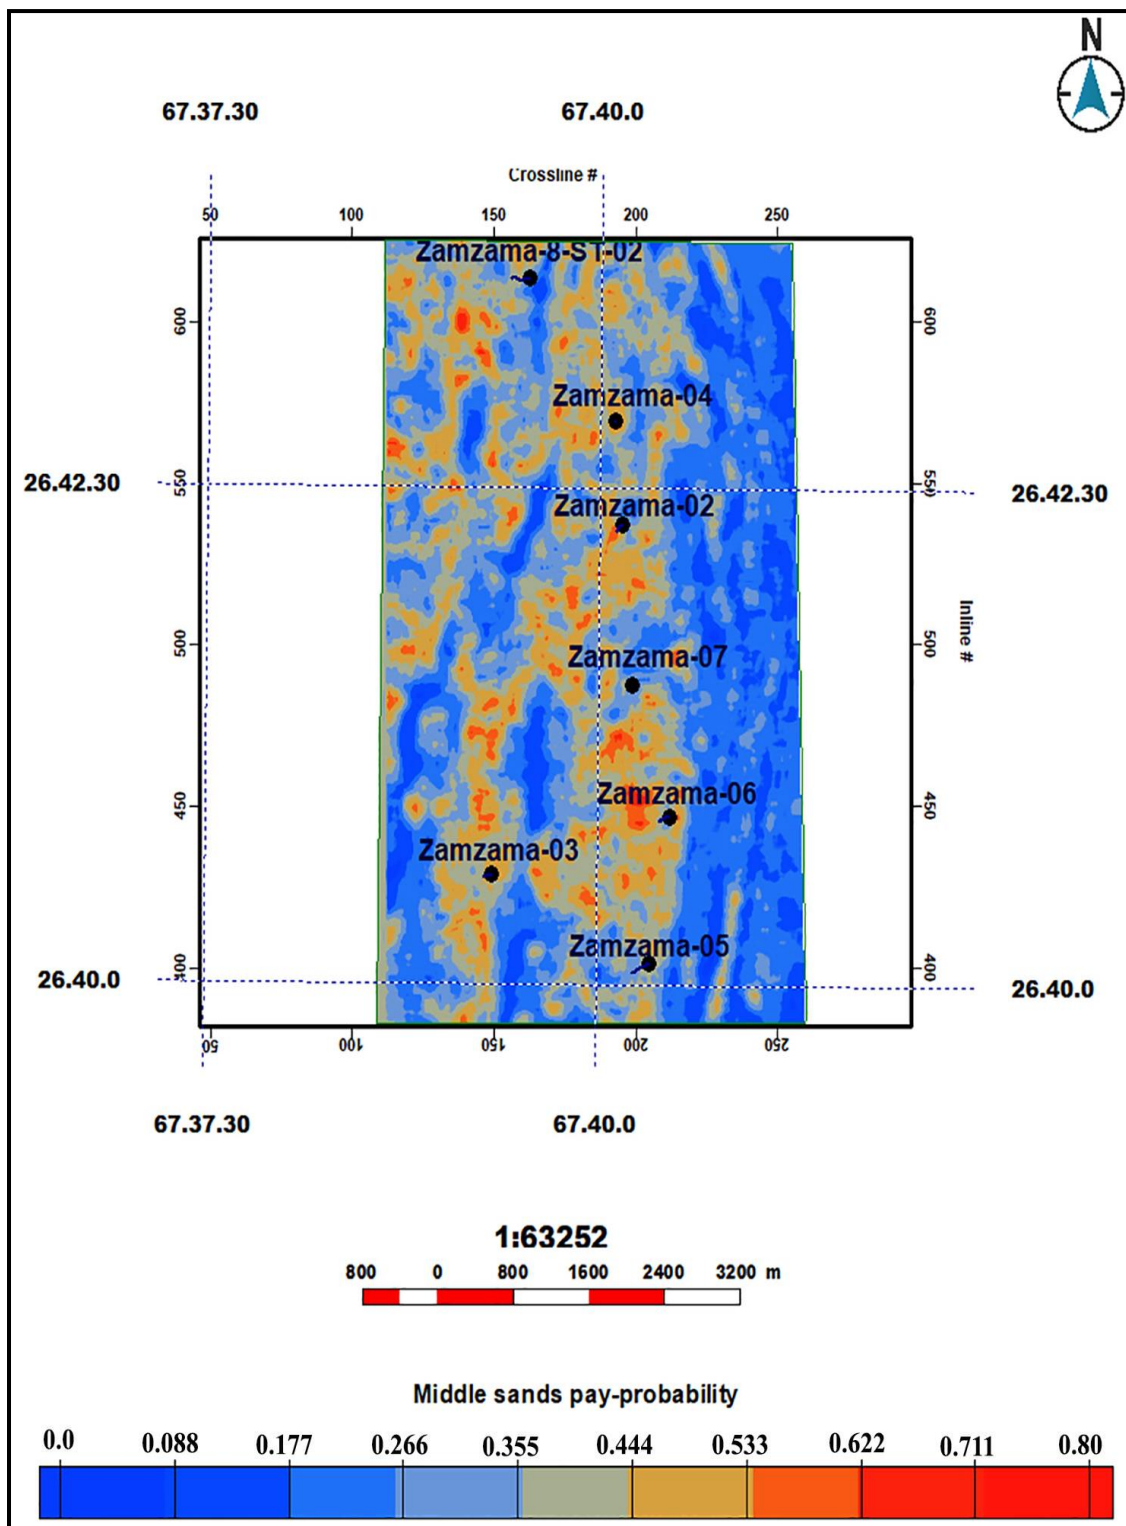 N
67.37.30 67.40.0
Crossline #
50 100 150 200 250
Zamzama-8-ST-02
600 600
Zamzama-04
26.42.30 550 550 26.42.30
Zamzama-02
Inline #
500 500
Zamzama-07
450 450
Zamzama-06
Zamzama-03
Zamzama-05
26.40.0 400 400 26.40.0
50 100 150 200 250
67.37.30 67.40.0
1:63252
800 0 800 1600 2400 3200 m
Middle sands pay-probability
0.0 0.088 0.177 0.266 0.355 0.444 0.533 0.622 0.711 0.80